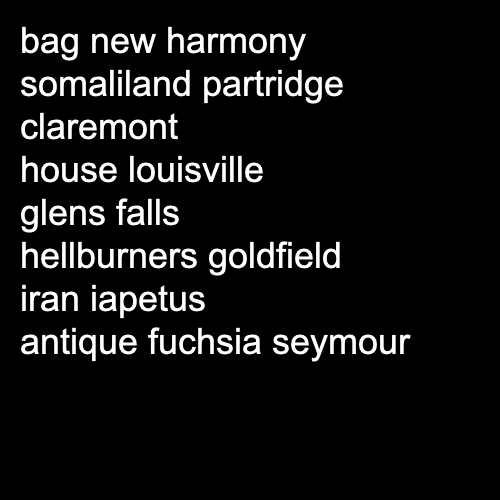 bag new harmony
somaliland partridge
claremont
house louisville
glens falls
hellburners goldfield
iran iapetus
antique fuchsia seymour